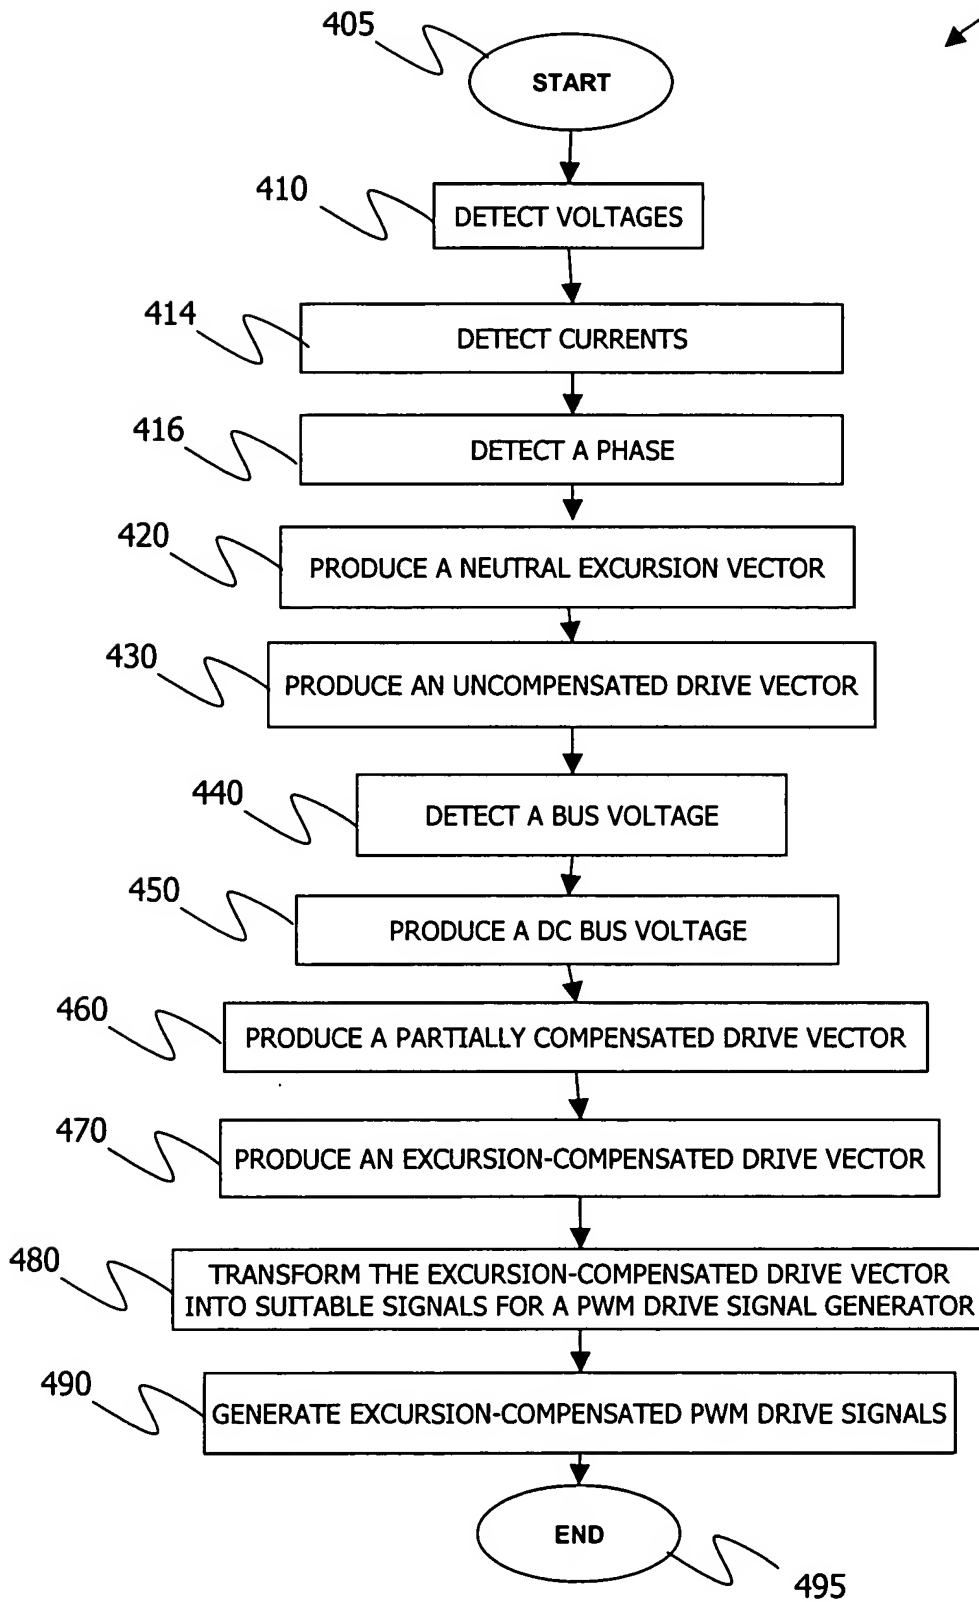 405
START
410
DETECT VOLTAGES
414
DETECT CURRENTS
416
DETECT A PHASE
420
PRODUCE A NEUTRAL EXCURSION VECTOR
430
PRODUCE AN UNCOMPENSATED DRIVE VECTOR
440
DETECT A BUS VOLTAGE
450
PRODUCE A DC BUS VOLTAGE
460
PRODUCE A PARTIALLY COMPENSATED DRIVE VECTOR
470
PRODUCE AN EXCURSION-COMPENSATED DRIVE VECTOR
480
TRANSFORM THE EXCURSION-COMPENSATED DRIVE VECTOR
INTO SUITABLE SIGNALS FOR A PWM DRIVE SIGNAL GENERATOR
490
GENERATE EXCURSION-COMPENSATED PWM DRIVE SIGNALS
END
495